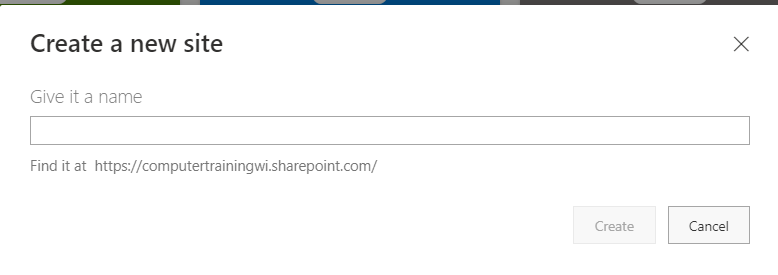 Create a new site
Give it a name
Find it at https://computertrainingwi.sharepoint.com/
Create Cancel